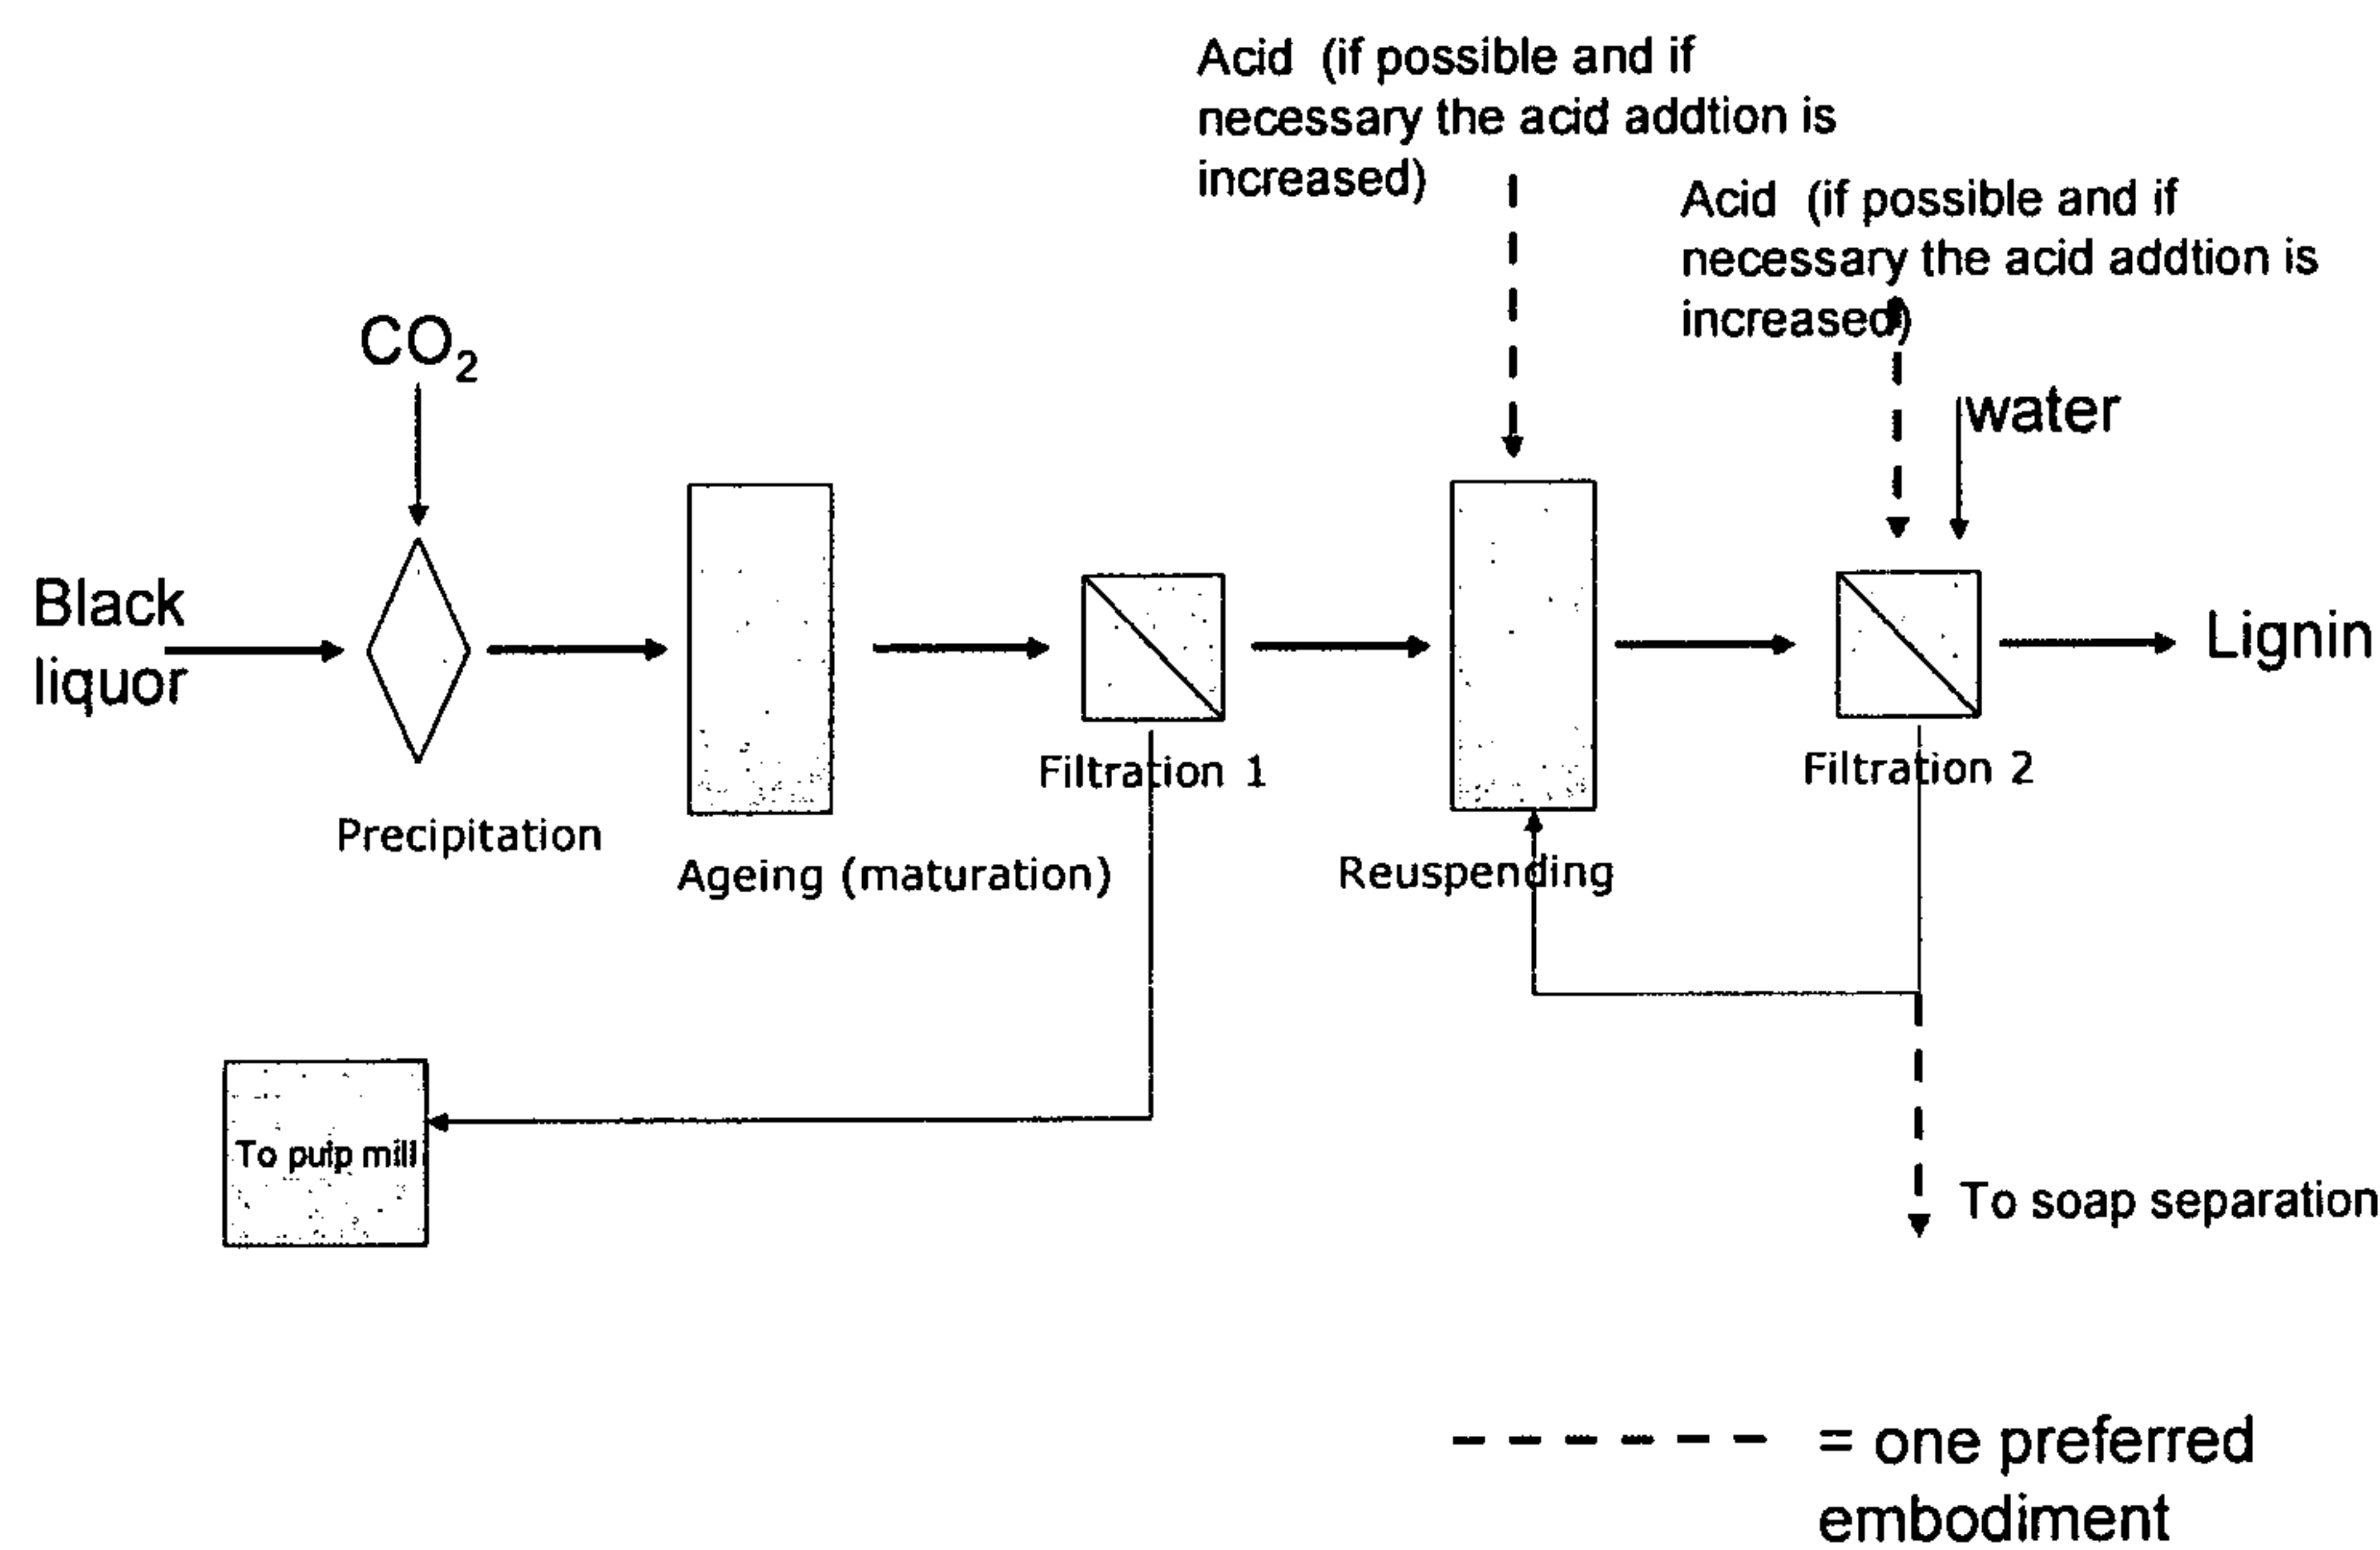 Acid (if possible and if
necessary the acid addtion is
increased)
Acid (if possible and if
necessary the acid addtion is
increased)
CO₂
water
Black
liquor
Lignin
Filtration 1
Filtration 2
Precipitation
Ageing (maturation)
Reuspending
To pulp mill
To soap separation
= one preferred
embodiment